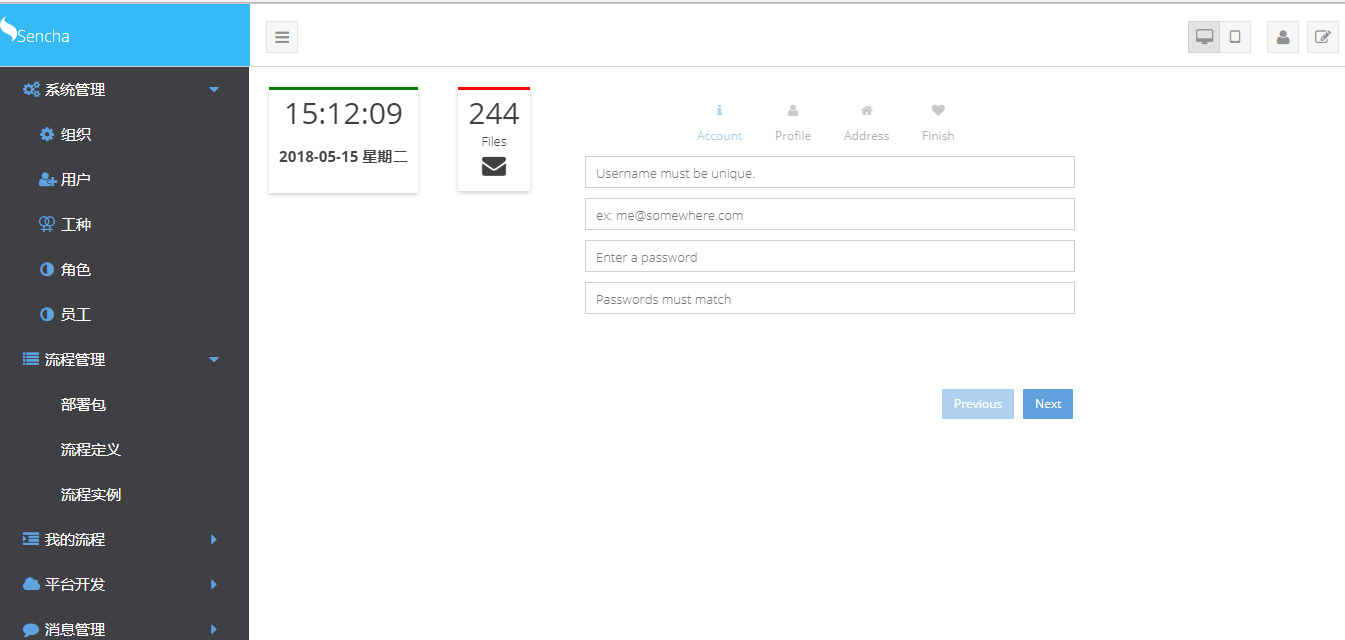 Sencha
系统管理
组织
用户
工种
角色
员工
流程管理
部署包
流程定义
流程实例
我的流程
平台开发
消息管理
15:12:09
2018-05-15 星期二
244
Files
Account Profile Address Finish
Username must be unique.
ex: me@somewhere.com
Enter a password
Passwords must match
Previous Next